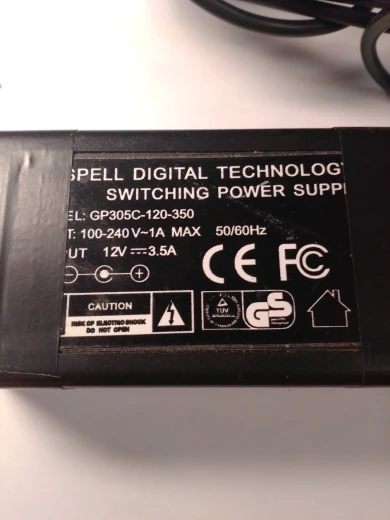 SPELL DIGITAL TECHNOLOG
SWITCHING POWER SUPP
EL: GP305C-120-350
T: 100-240V~1A MAX 50/60Hz
UT 12V⎓3.5A
CE FC
CAUTION
RISK OF ELECTRIC SHOCK
DO NOT OPEN
TUV
GS